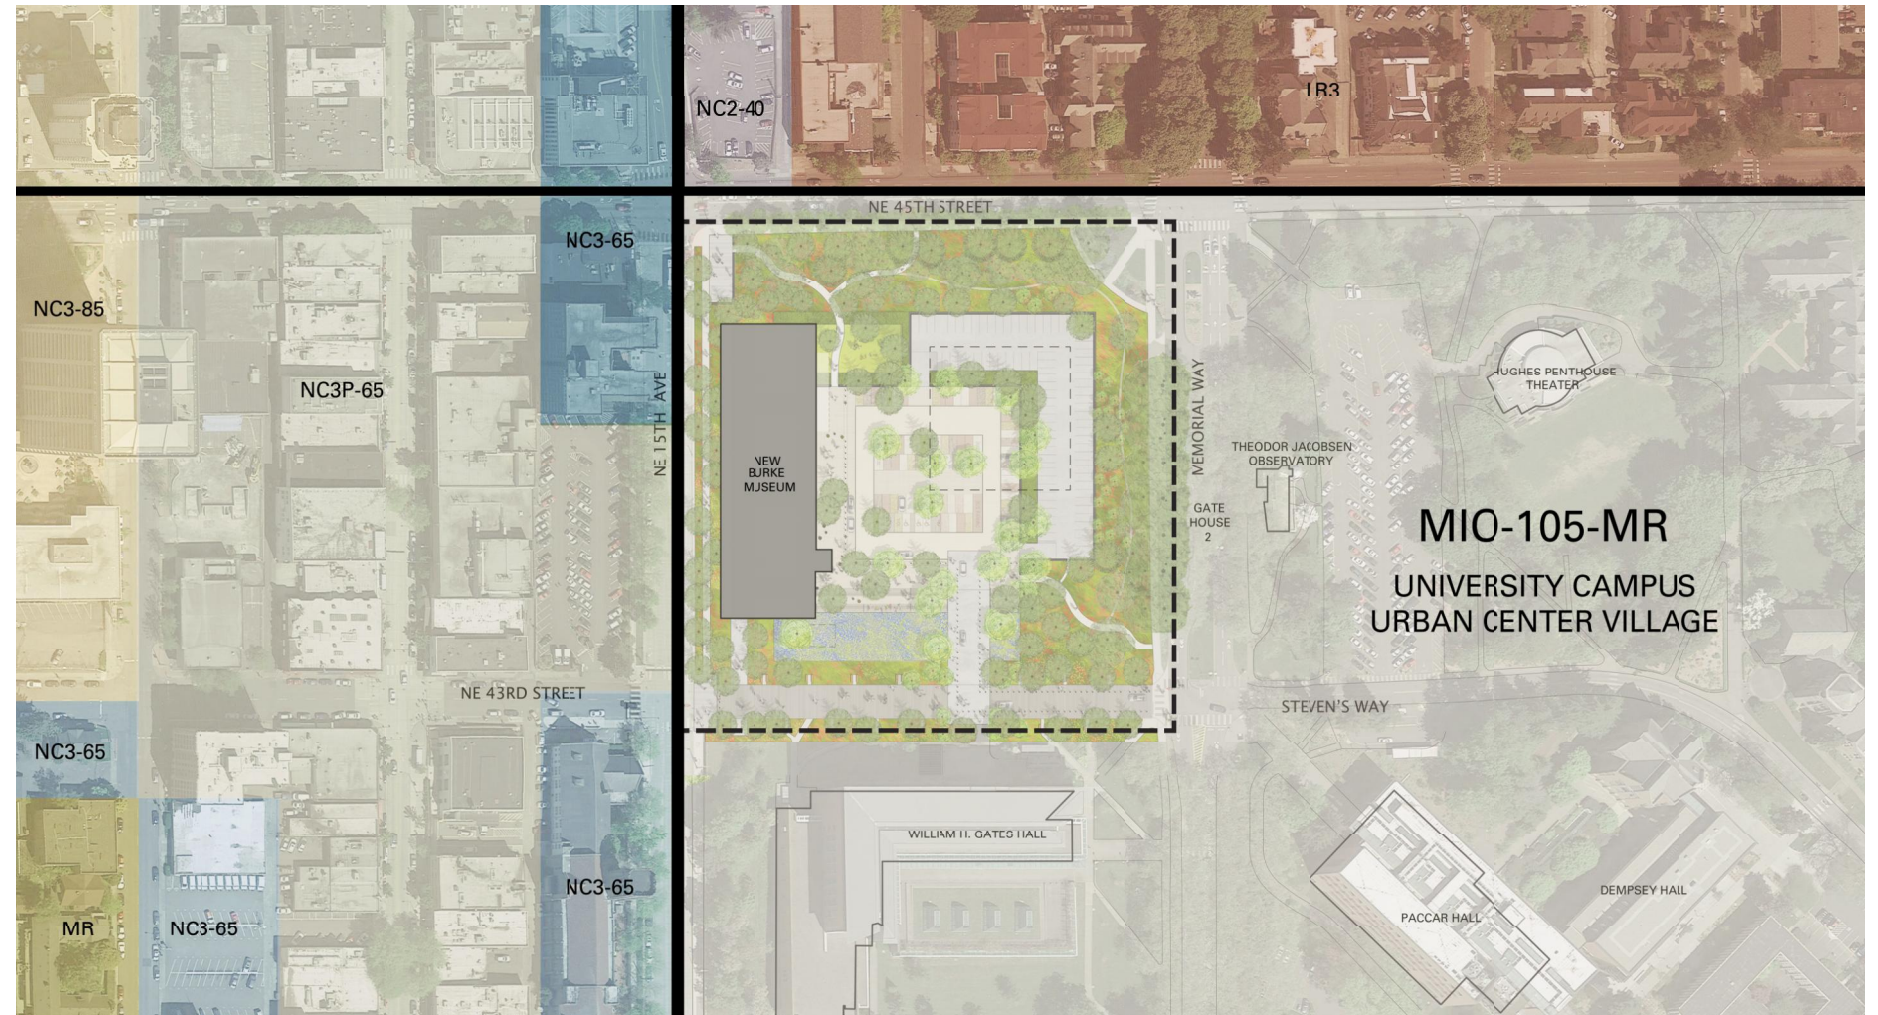 NC2-40
LR3
NE 45TH STREET
NC3-65
NC3-85
NC3P-65
NE 15TH AVE
MEMORIAL WAY
HUGHES PENTHOUSE
THEATER
THEODOR JACOBSEN
OBSERVATORY
NEW
BURKE
MUSEUM
GATE
HOUSE
2
MIO-105-MR
UNIVERSITY CAMPUS
URBAN CENTER VILLAGE
NE 43RD STREET
STEVEN'S WAY
NC3-65
WILLIAM H. GATES HALL
NC3-65
DEMPSEY HALL
PACCAR HALL
MR
NC3-65